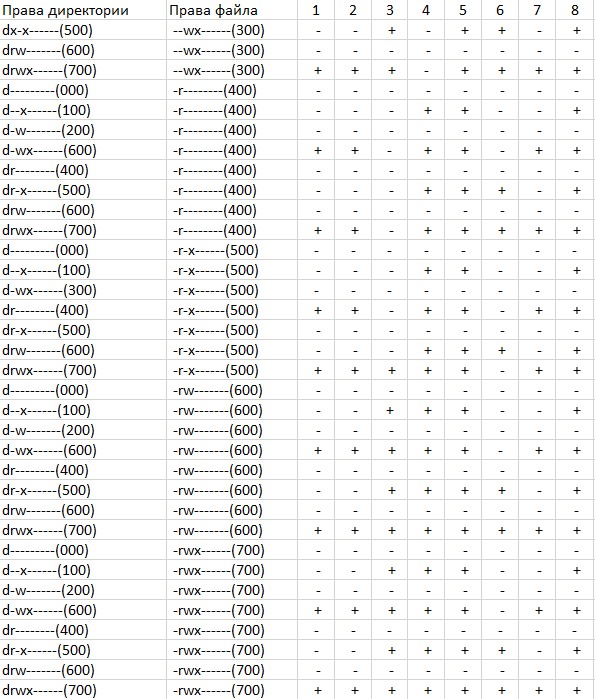 Права директории Права файла 1 2 3 4 5 6 7 8
dx-x------(500) --wx------(300) - - + - + + - +
drw-------(600) --wx------(300) - - - - - - - -
drwx------(700) --wx------(300) + + + - + + + +
d---------(000) -r--------(400) - - - - - - - -
d--x------(100) -r--------(400) - - - + + - - +
d-w-------(200) -r--------(400) - - - - - - - -
d-wx------(600) -r--------(400) + + - + + - + +
dr--------(400) -r--------(400) - - - - - - - -
dr-x------(500) -r--------(400) - - - + + + - +
drw-------(600) -r--------(400) - - - - - - - -
drwx------(700) -r--------(400) + + - + + + + +
d---------(000) -r-x------(500) - - - - - - - -
d--x------(100) -r-x------(500) - - - + + - - +
d-wx------(300) -r-x------(500) - - - - - - - -
dr--------(400) -r-x------(500) + + - + + - + +
dr-x------(500) -r-x------(500) - - - - - - - -
drw-------(600) -r-x------(500) - - - + + + - +
drwx------(700) -r-x------(500) + + + + + - + +
d---------(000) -rw-------(600) - - - - - - - -
d--x------(100) -rw-------(600) - - + + + - - +
d-w-------(200) -rw-------(600) - - - - - - - -
d-wx------(600) -rw-------(600) + + + + + - + +
dr--------(400) -rw-------(600) - - - - - - - -
dr-x------(500) -rw-------(600) - - + + + + - +
drw-------(600) -rw-------(600) - - - - - - - -
drwx------(700) -rw-------(600) + + + + + + + +
d---------(000) -rwx------(700) - - - - - - - -
d--x------(100) -rwx------(700) - - + + + - - +
d-w-------(200) -rwx------(700) - - - - - - - -
d-wx------(600) -rwx------(700) + + + + + - + +
dr--------(400) -rwx------(700) - - - - - - - -
dr-x------(500) -rwx------(700) - - + + + + - +
drw-------(600) -rwx------(700) - - - - - - - -
drwx------(700) -rwx------(700) + + + + + + + +